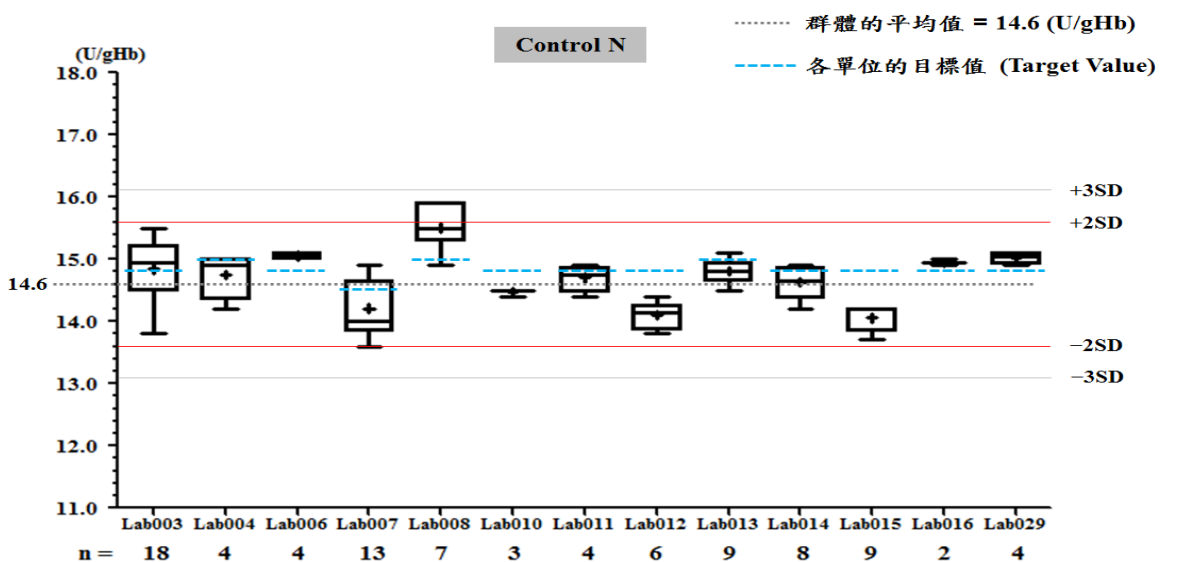 群體的平均值 = 14.6 (U/gHb)
Control N
各單位的目標值 (Target Value)
(U/gHb)
18.0
17.0
16.0
15.0
14.6
14.0
13.0
12.0
11.0
+3SD
+2SD
−2SD
−3SD
Lab003 Lab004 Lab006 Lab007 Lab008 Lab010 Lab011 Lab012 Lab013 Lab014 Lab015 Lab016 Lab029
n = 18 4 4 13 7 3 4 6 9 8 9 2 4